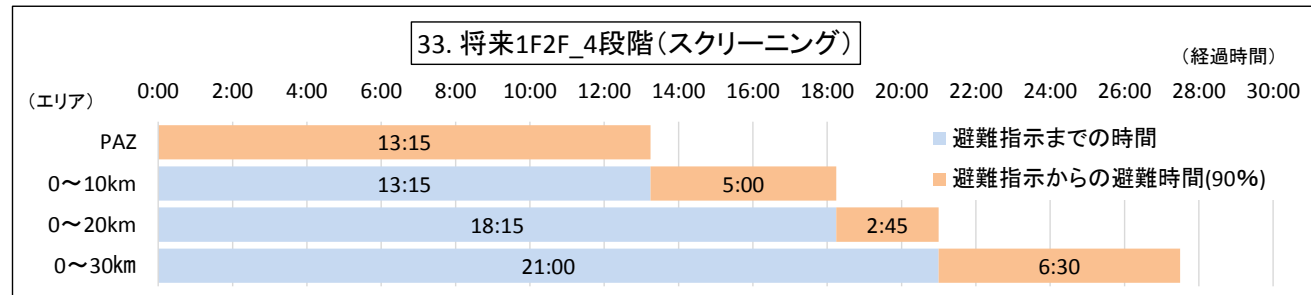 33. 将来1F2F_4段階(スクリーニング)
(経過時間)
(エリア) 0:00 2:00 4:00 6:00 8:00 10:00 12:00 14:00 16:00 18:00 20:00 22:00 24:00 26:00 28:00 30:00
PAZ 13:15 避難指示までの時間
0～10km 13:15 5:00 避難指示からの避難時間(90%)
0～20km 18:15 2:45
0～30㎞ 21:00 6:30